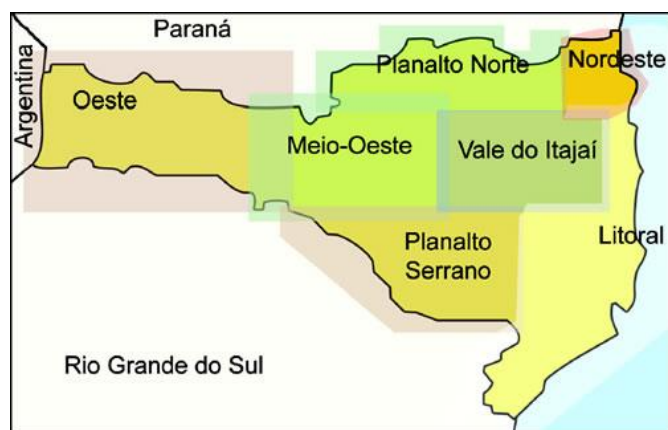 Paraná
Argentina
Oeste
Planalto Norte
Nordeste
Meio-Oeste
Vale do Itajaí
Planalto
Serrano
Litoral
Rio Grande do Sul